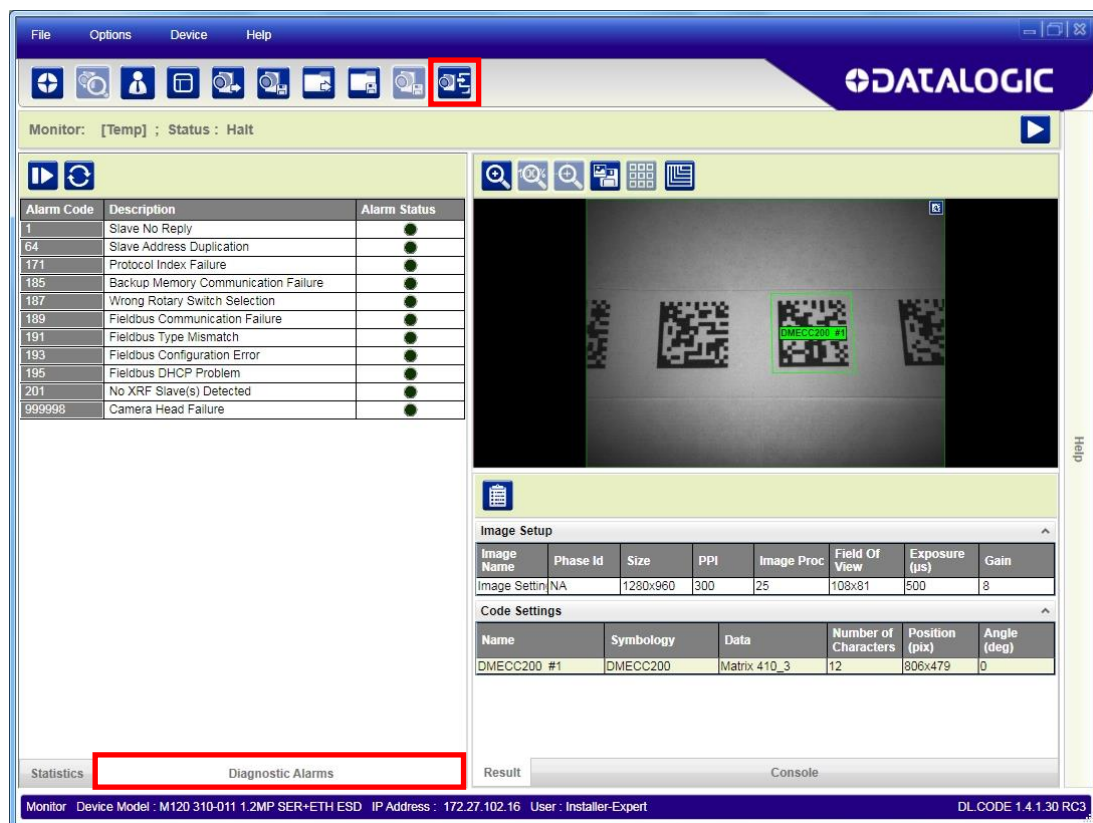 File Options Device Help
DATALOGIC
Monitor: [Temp] ; Status : Halt
Alarm Code Description Alarm Status
1 Slave No Reply
64 Slave Address Duplication
171 Protocol Index Failure
185 Backup Memory Communication Failure
187 Wrong Rotary Switch Selection
189 Fieldbus Communication Failure
191 Fieldbus Type Mismatch
193 Fieldbus Configuration Error
195 Fieldbus DHCP Problem
201 No XRF Slave(s) Detected
999998 Camera Head Failure
DMECC200 #1
Help
Image Setup
Image Name Phase Id Size PPI Image Proc Field Of View Exposure (µs) Gain
Image Settin NA 1280x960 300 25 108x81 500 8
Code Settings
Name Symbology Data Number of Characters Position (pix) Angle (deg)
DMECC200 #1 DMECC200 Matrix 410_3 12 806x479 0
Statistics Diagnostic Alarms Result Console
Monitor Device Model : M120 310-011 1.2MP SER+ETH ESD IP Address : 172.27.102.16 User : Installer-Expert DL.CODE 1.4.1.30 RC3